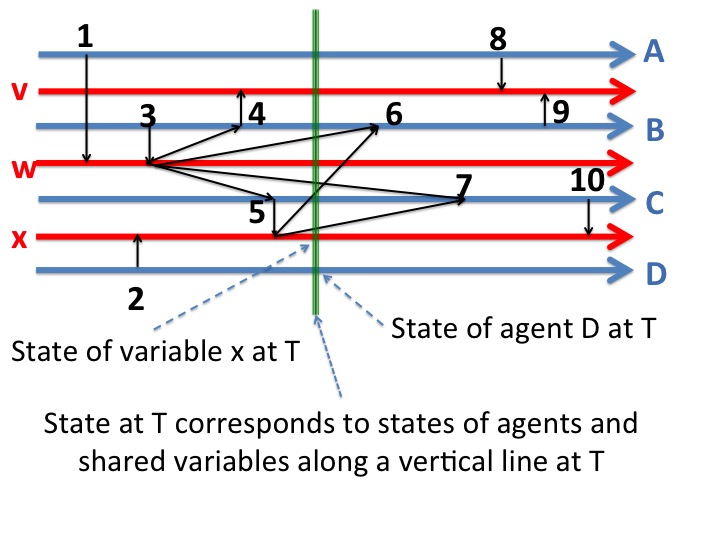 1
8
A
v
3
4
6
9
B
w
7
10
5
C
x
2
D
State of agent D at T
State of variable x at T
State at T corresponds to states of agents and
shared variables along a vertical line at T